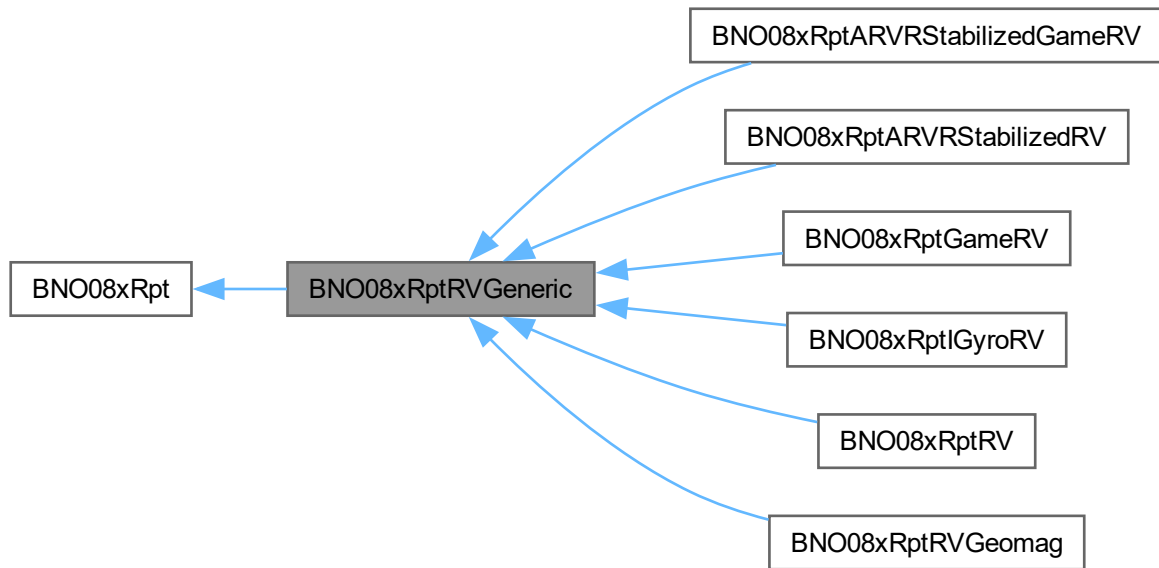 BNO08xRptARVRStabilizedGameRV
BNO08xRptARVRStabilizedRV
BNO08xRptGameRV
BNO08xRpt
BNO08xRptRVGeneric
BNO08xRptIGyroRV
BNO08xRptRV
BNO08xRptRVGeomag